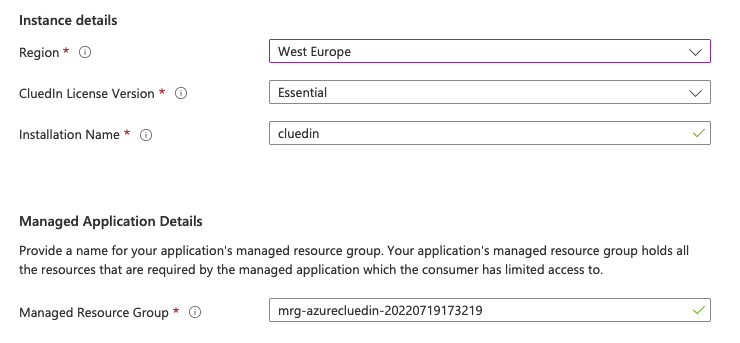 Instance details
Region * West Europe
CluedIn License Version * Essential
Installation Name * cluedin
Managed Application Details
Provide a name for your application's managed resource group. Your application's managed resource group holds all
the resources that are required by the managed application which the consumer has limited access to.
Managed Resource Group * mrg-azurecluedin-20220719173219